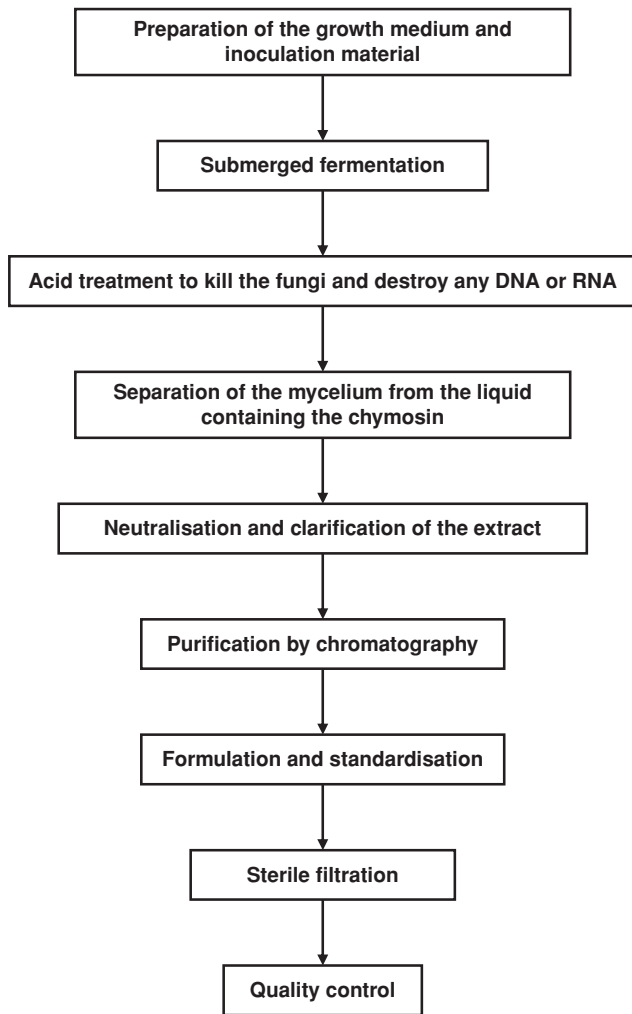 Preparation of the growth medium and
inoculation material
Submerged fermentation
Acid treatment to kill the fungi and destroy any DNA or RNA
Separation of the mycelium from the liquid
containing the chymosin
Neutralisation and clarification of the extract
Purification by chromatography
Formulation and standardisation
Sterile filtration
Quality control